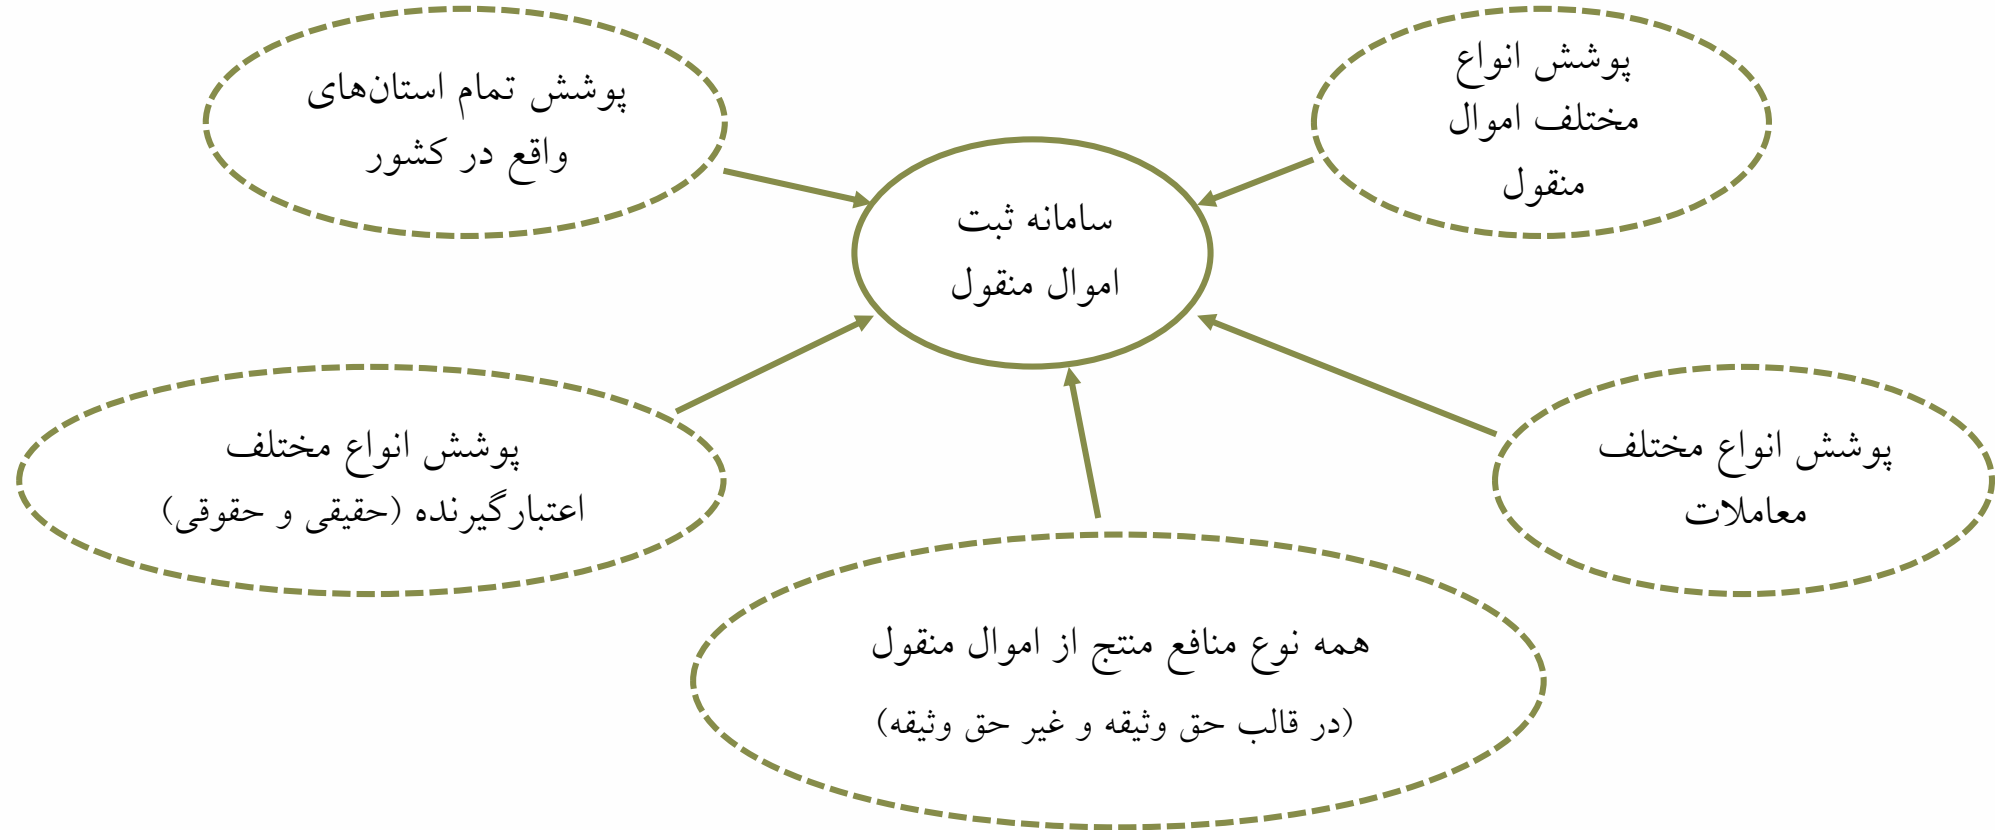 پوشش انواع
مختلف اموال
منقول
پوشش تمام استان‌های
واقع در کشور
سامانه ثبت
اموال منقول
پوشش انواع مختلف
معاملات
پوشش انواع مختلف
اعتبارگیرنده (حقیقی و حقوقی)
همه نوع منافع منتج از اموال منقول
(در قالب حق وثیقه و غیر حق وثیقه)